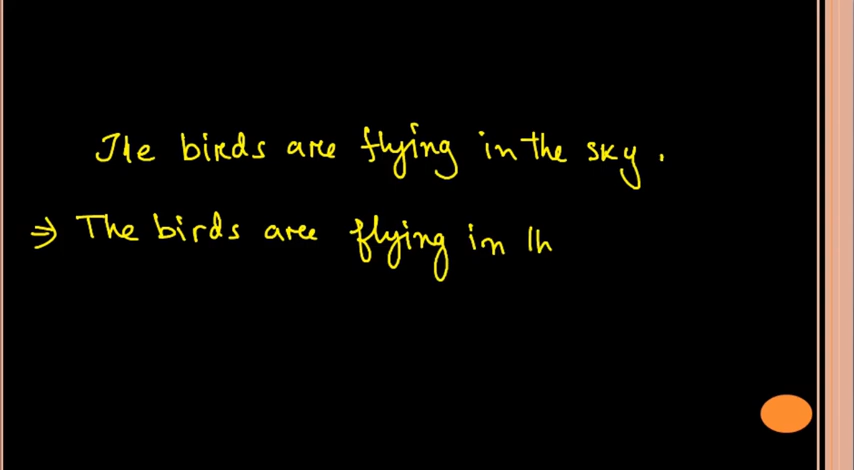 The birds are flying in the sky.
⇒ The birds are flying in th